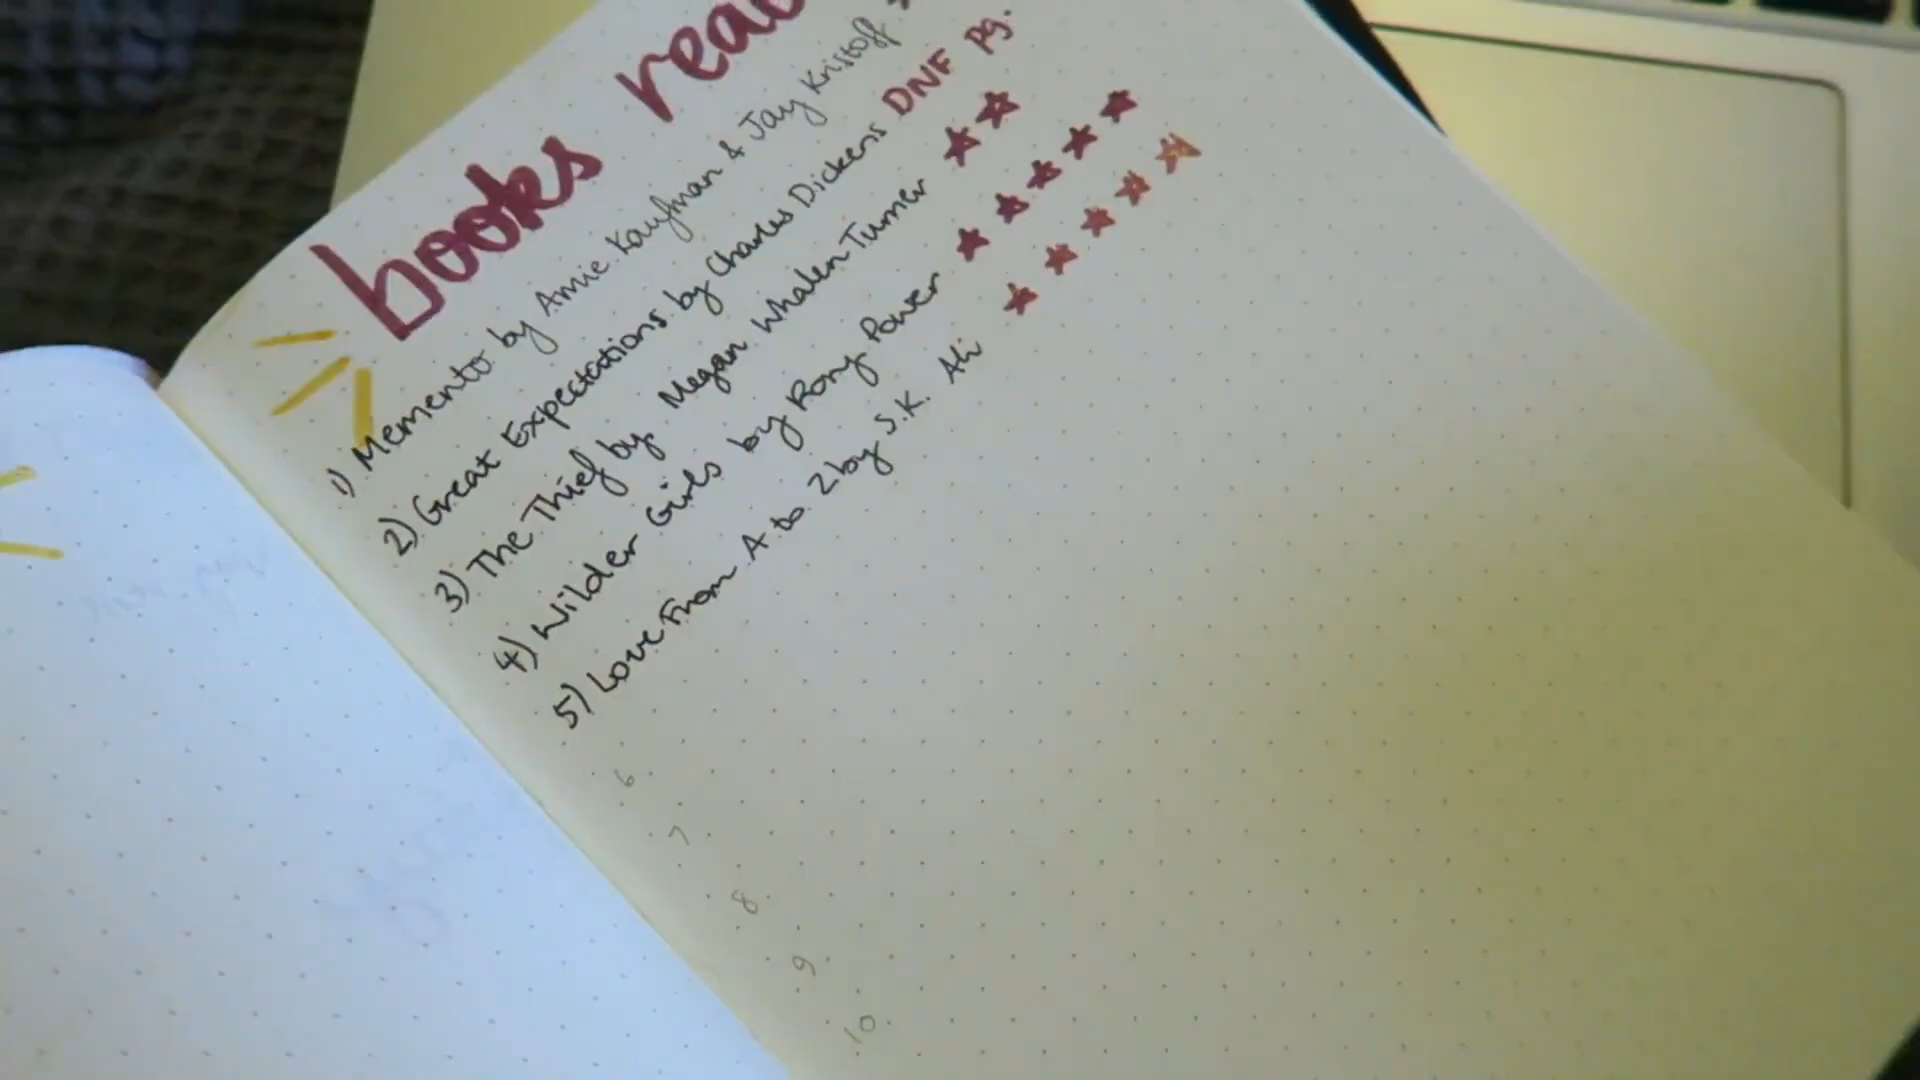 books read
1) Memento by Amie Kaufman & Jay Kristoff
2) Great Expectations by Charles Dickens DNF pg.
3) The Thief by Megan Whalen Turner ★★
4) Wilder Girls by Rory Power ★★★★★
5) Love From A to Z by S.K. Ali ★★★★★
6
7
8
9
10